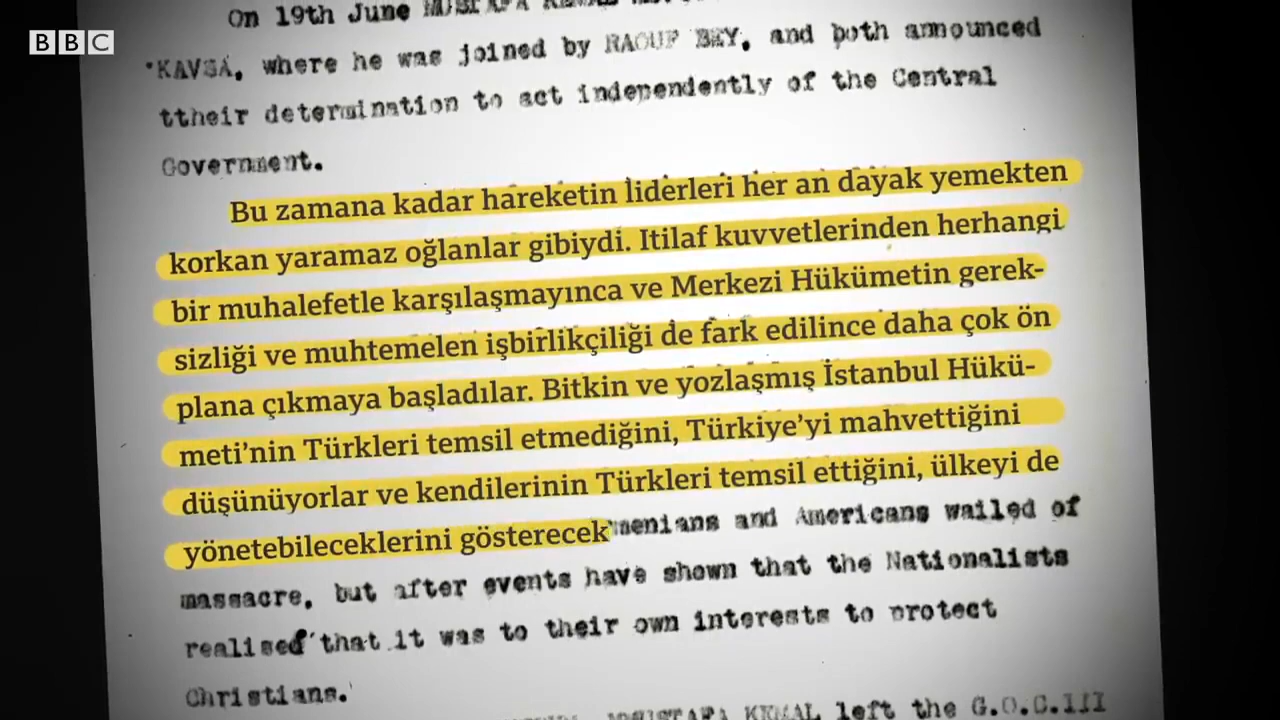 BBC
On 19th June MUSTAPA KEMAL
"KAVSA, where he was joined by RAOUF BEY, and both announced
ttheir determination to act independently of the Central
Government.
Bu zamana kadar hareketin liderleri her an dayak yemekten
korkan yaramaz oğlanlar gibiydi. Itilaf kuvvetlerinden herhangi
bir muhalefetle karşılaşmayınca ve Merkezi Hükümetin gerek-
sizliği ve muhtemelen işbirlikçiliği de fark edilince daha çok ön
plana çıkmaya başladılar. Bitkin ve yozlaşmış İstanbul Hükü-
meti’nin Türkleri temsil etmediğini, Türkiye’yi mahvettiğini
düşünüyorlar ve kendilerinin Türkleri temsil ettiğini, ülkeyi de
yönetebileceklerini gösterecek menians and Americans wailed of
massacre, but after events have shown that the Nationalists
realised that it was to their own interests to protect
Christians.
KEMAL left the G.O.C.III